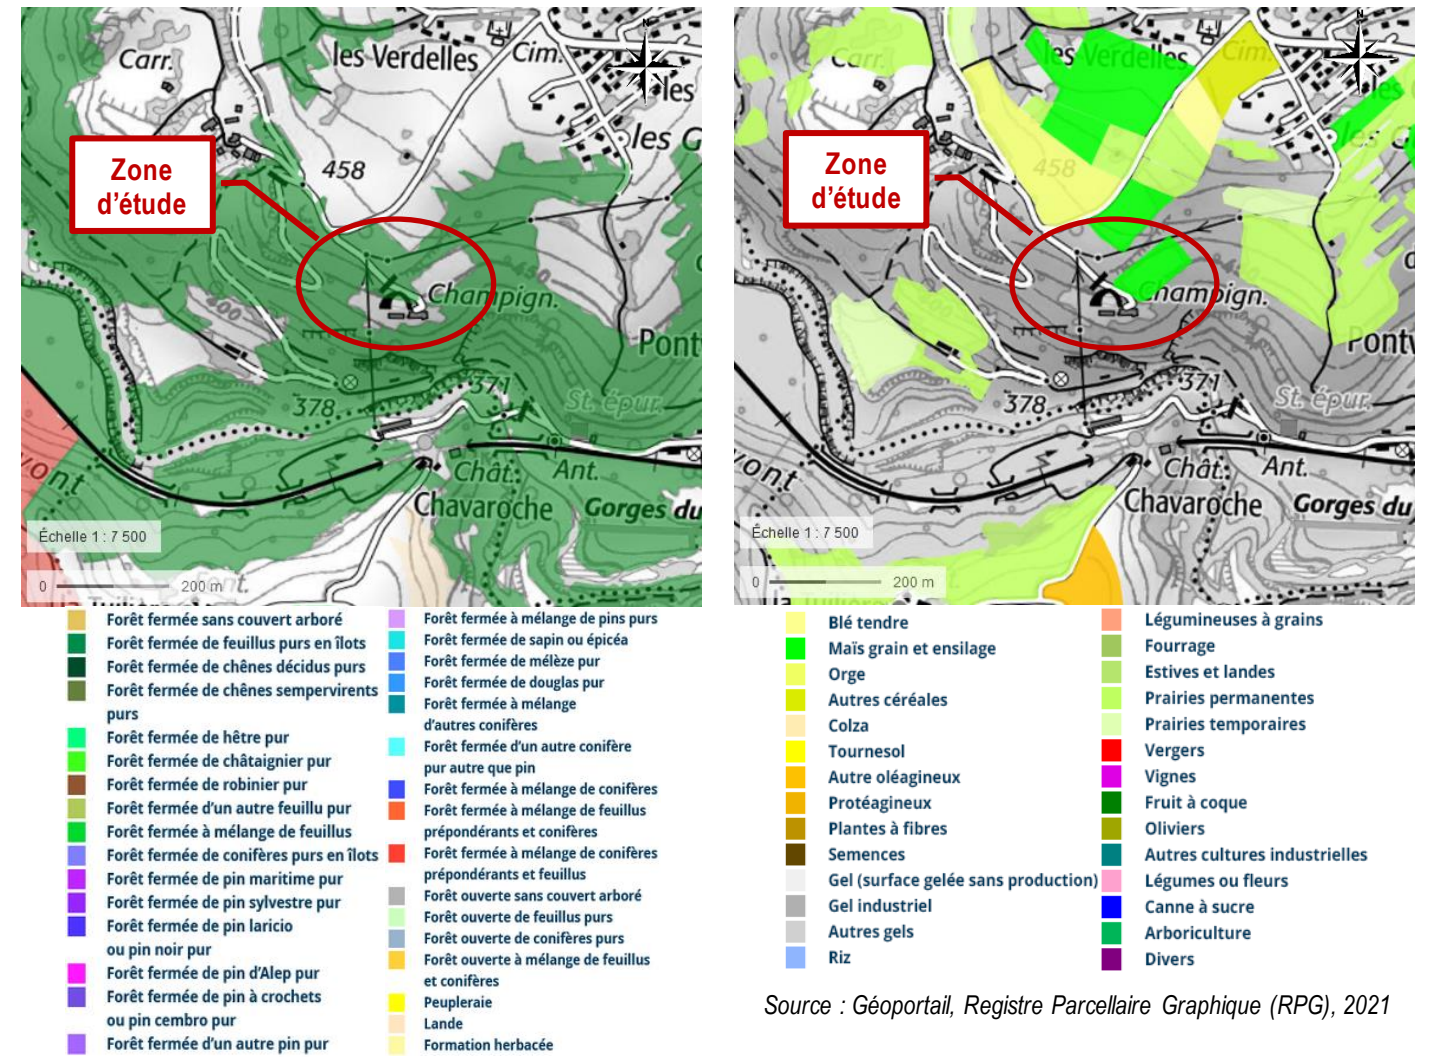 Carr.
les Verdelles
Cim.
N
les
les G
Zone
d'étude
458
Champign.
450
400
Pont
371
378
St. épur.
ont
Chât.
Ant.
Chavaroche
Gorges du
Échelle 1 : 7 500
0
200 m
nt.
la Tuilière
Forêt fermée sans couvert arboré
Forêt fermée de feuillus purs en îlots
Forêt fermée de chênes décidus purs
Forêt fermée de chênes sempervirents
purs
Forêt fermée de hêtre pur
Forêt fermée de châtaignier pur
Forêt fermée de robinier pur
Forêt fermée d'un autre feuillu pur
Forêt fermée à mélange de feuillus
Forêt fermée de conifères purs en îlots
Forêt fermée de pin maritime pur
Forêt fermée de pin sylvestre pur
Forêt fermée de pin laricio
ou pin noir pur
Forêt fermée de pin d'Alep pur
Forêt fermée de pin à crochets
ou pin cembro pur
Forêt fermée d'un autre pin pur
Forêt fermée à mélange de pins purs
Forêt fermée de sapin ou épicéa
Forêt fermée de mélèze pur
Forêt fermée de douglas pur
Forêt fermée à mélange
d'autres conifères
Forêt fermée d'un autre conifère
pur autre que pin
Forêt fermée à mélange de conifères
Forêt fermée à mélange de feuillus
prépondérants et conifères
Forêt fermée à mélange de conifères
prépondérants et feuillus
Forêt ouverte sans couvert arboré
Forêt ouverte de feuillus purs
Forêt ouverte de conifères purs
Forêt ouverte à mélange de feuillus
et conifères
Peupleraie
Lande
Formation herbacée
Carr.
les Verdelles
Cim.
N
les
les G
Zone
d'étude
458
Champign.
400
Pont
371
378
St. épur.
ont
Chât.
Ant.
Chavaroche
Gorges du
Échelle 1 : 7 500
0
200 m
la Tuilière
Blé tendre
Maïs grain et ensilage
Orge
Autres céréales
Colza
Tournesol
Autre oléagineux
Protéagineux
Plantes à fibres
Semences
Gel (surface gelée sans production)
Gel industriel
Autres gels
Riz
Légumineuses à grains
Fourrage
Estives et landes
Prairies permanentes
Prairies temporaires
Vergers
Vignes
Fruit à coque
Oliviers
Autres cultures industrielles
Légumes ou fleurs
Canne à sucre
Arboriculture
Divers
Source : Géoportail, Registre Parcellaire Graphique (RPG), 2021